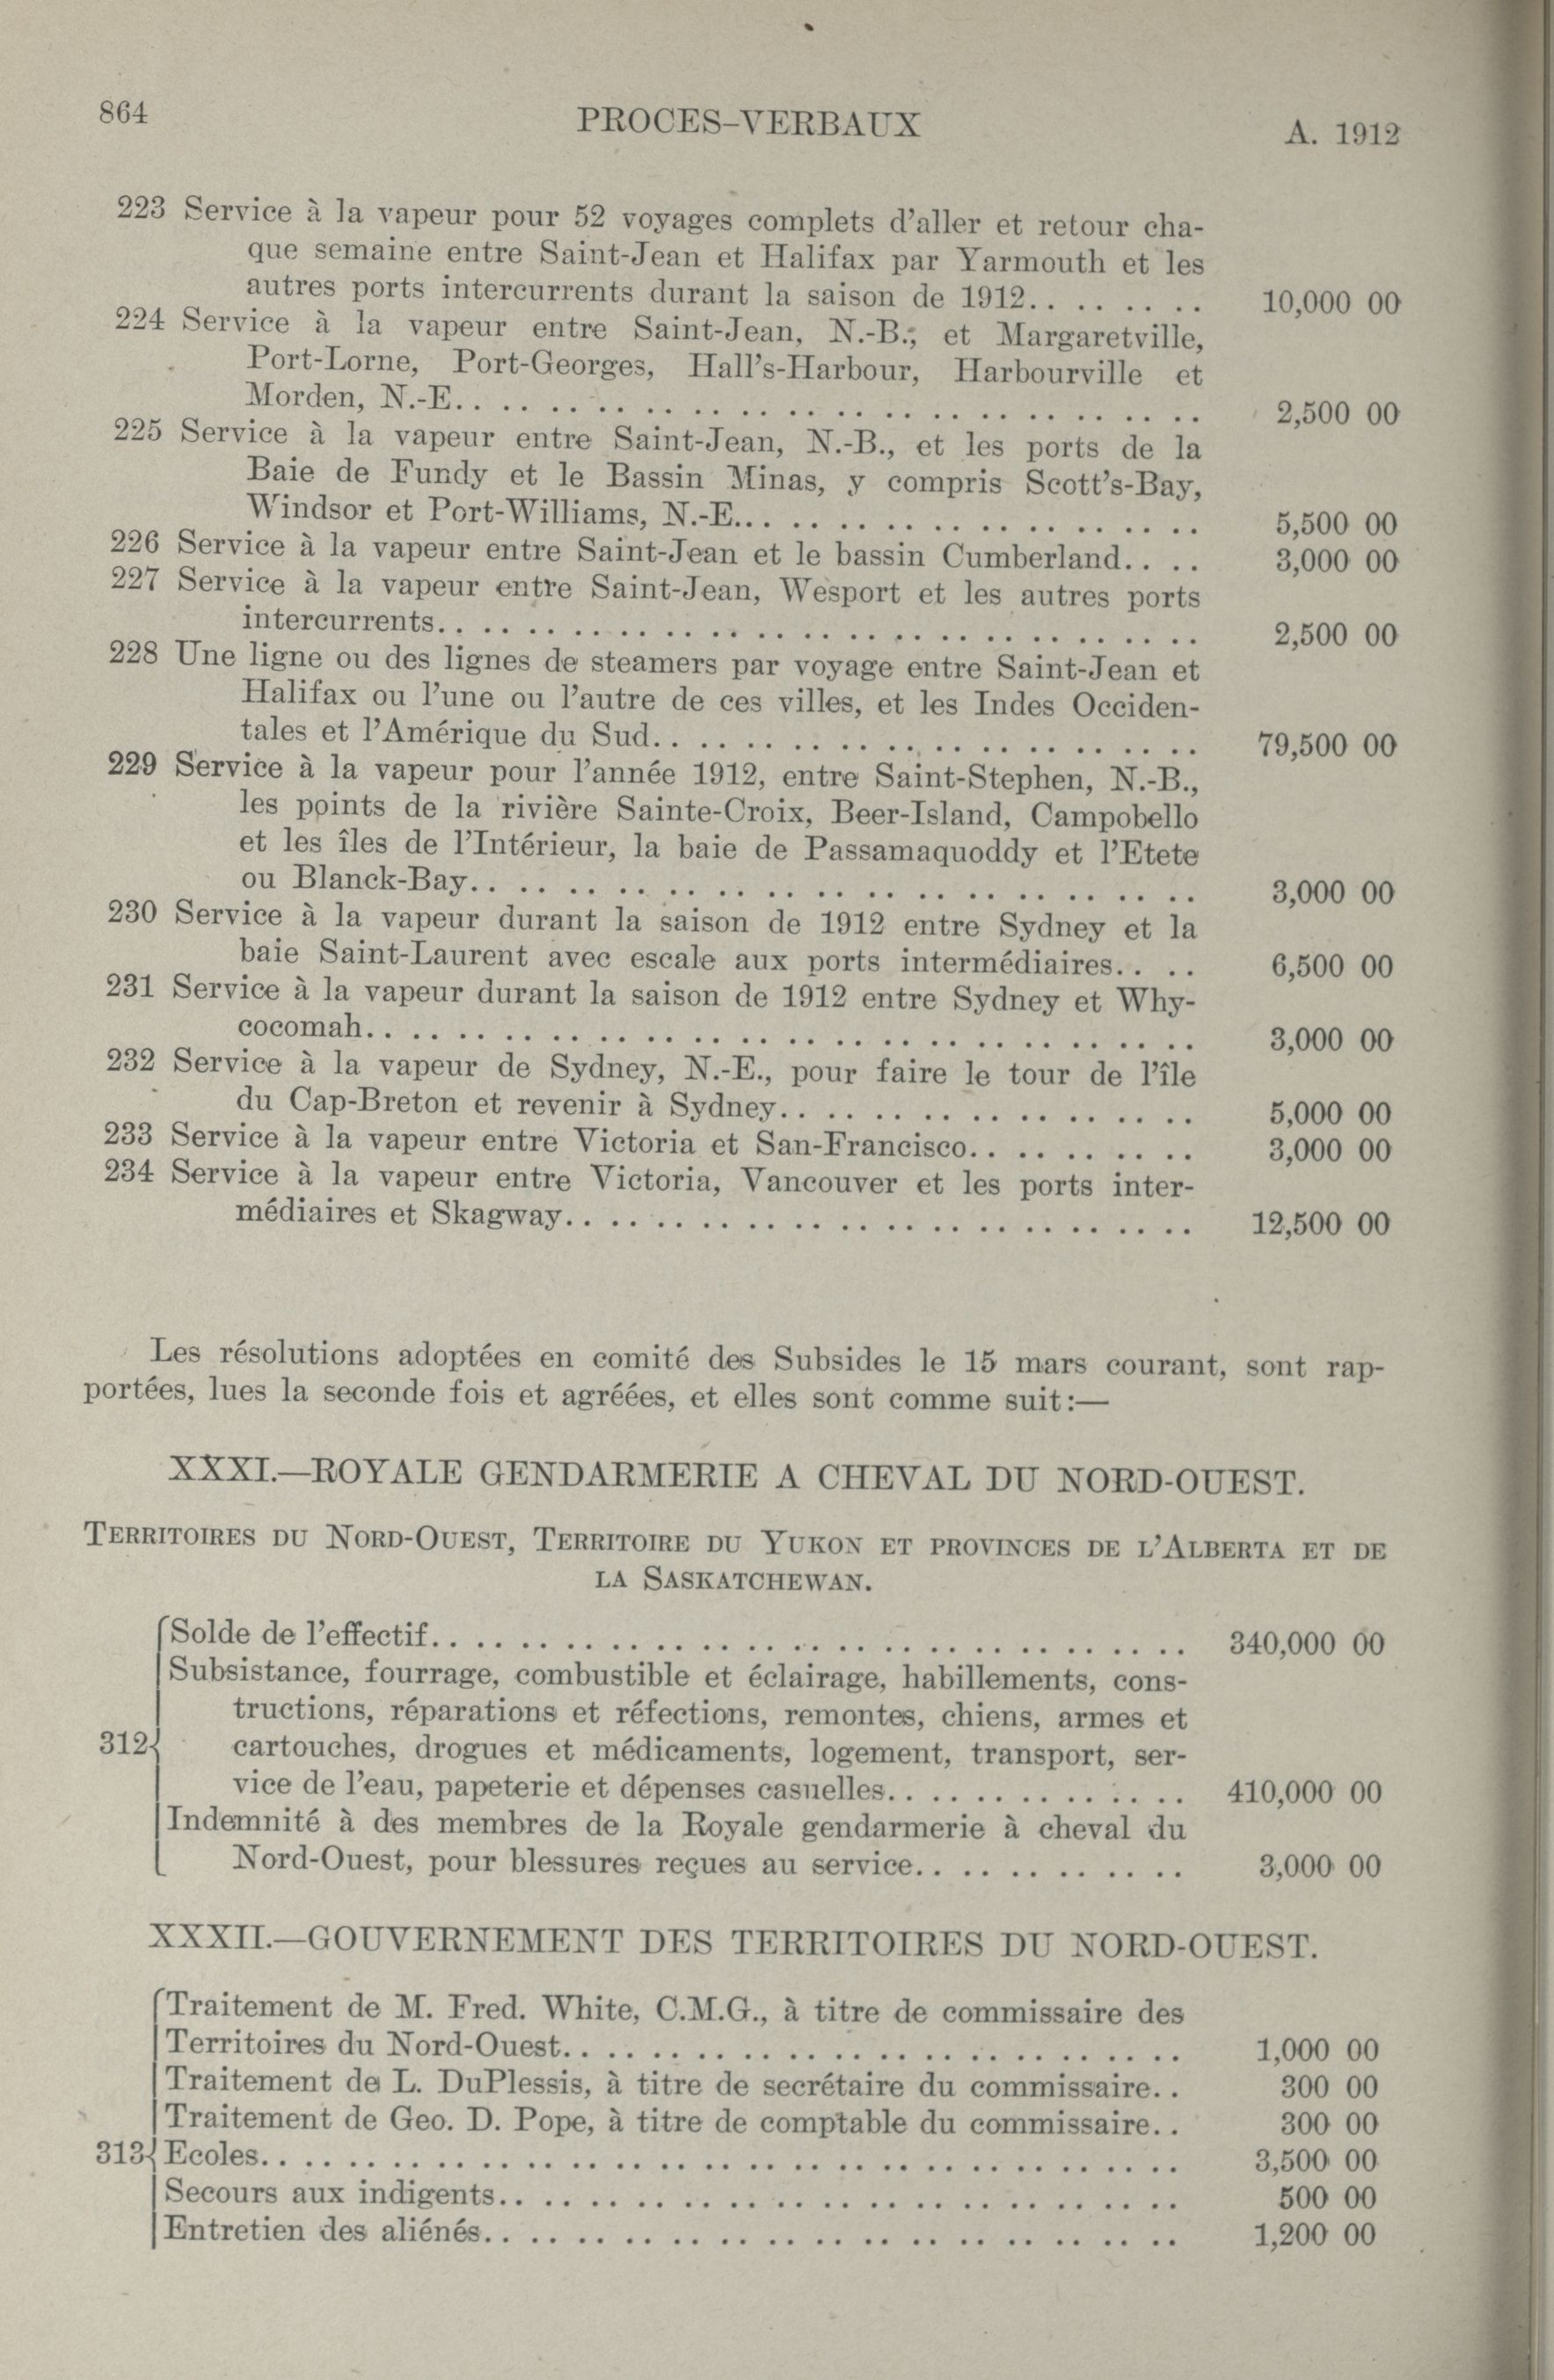 864
PROCES-VERBAUX
A. 1912
223 Service à la vapeur pour 52 voyages complets d'aller et retour cha-
que semaine entre Saint-Jean et Halifax par Yarmouth et les
autres ports intercurrents durant la saison de 1912.. .. .. .. 10,000 00
224 Service à la vapeur entre Saint-Jean, N.-B.; et Margaretville,
Port-Lorne, Port-Georges, Hall's-Harbour, Harbourville et
Morden, N.-E.. .. .. .. .. .. .. .. .. .. .. .. .. .. .. .. 2,500 00
225 Service à la vapeur entre Saint-Jean, N.-B., et les ports de la
Baie de Fundy et le Bassin Minas, y compris Scott's-Bay,
Windsor et Port-Williams, N.-E... .. .. .. .. .. .. .. .. .. 5,500 00
226 Service à la vapeur entre Saint-Jean et le bassin Cumberland.. .. 3,000 00
227 Service à la vapeur entre Saint-Jean, Wesport et les autres ports
intercurrents.. .. .. .. .. .. .. .. .. .. .. .. .. .. .. .. .. 2,500 00
228 Une ligne ou des lignes de steamers par voyage entre Saint-Jean et
Halifax ou l'une ou l'autre de ces villes, et les Indes Occiden-
tales et l'Amérique du Sud.. .. .. .. .. .. .. .. .. .. .. .. 79,500 00
229 Service à la vapeur pour l'année 1912, entre Saint-Stephen, N.-B.,
les points de la rivière Sainte-Croix, Beer-Island, Campobello
et les îles de l'Intérieur, la baie de Passamaquoddy et l'Etete
ou Blanck-Bay.. .. .. .. .. .. .. .. .. .. .. .. .. .. .. 3,000 00
230 Service à la vapeur durant la saison de 1912 entre Sydney et la
baie Saint-Laurent avec escale aux ports intermédiaires.. .. 6,500 00
231 Service à la vapeur durant la saison de 1912 entre Sydney et Why-
cocomah.. .. .. .. .. .. .. .. .. .. .. .. .. .. .. .. .. .. 3,000 00
232 Service à la vapeur de Sydney, N.-E., pour faire le tour de l'île
du Cap-Breton et revenir à Sydney.. .. .. .. .. .. .. .. .. 5,000 00
233 Service à la vapeur entre Victoria et San-Francisco.. .. .. .. .. 3,000 00
234 Service à la vapeur entre Victoria, Vancouver et les ports inter-
médiaires et Skagway.. .. .. .. .. .. .. .. .. .. .. .. .. .. 12,500 00
Les résolutions adoptées en comité des Subsides le 15 mars courant, sont rap-
portées, lues la seconde fois et agréées, et elles sont comme suit:—
XXXI.—ROYALE GENDARMERIE A CHEVAL DU NORD-OUEST.
TERRITOIRES DU NORD-OUEST, TERRITOIRE DU YUKON ET PROVINCES DE L'ALBERTA ET DE
LA SASKATCHEWAN.
Solde de l'effectif.. .. .. .. .. .. .. .. .. .. .. .. .. .. .. .. .. 340,000 00
Subsistance, fourrage, combustible et éclairage, habillements, cons-
tructions, réparations et réfections, remontes, chiens, armes et
312 cartouches, drogues et médicaments, logement, transport, ser-
vice de l'eau, papeterie et dépenses casuelles.. .. .. .. .. .. .. 410,000 00
Indemnité à des membres de la Royale gendarmerie à cheval du
Nord-Ouest, pour blessures reçues au service.. .. .. .. .. .. 3,000 00
XXXII.—GOUVERNEMENT DES TERRITOIRES DU NORD-OUEST.
Traitement de M. Fred. White, C.M.G., à titre de commissaire des
Territoires du Nord-Ouest.. .. .. .. .. .. .. .. .. .. .. .. .. .. 1,000 00
Traitement de L. DuPlessis, à titre de secrétaire du commissaire.. 300 00
Traitement de Geo. D. Pope, à titre de comptable du commissaire.. 300 00
313 Ecoles.. .. .. .. .. .. .. .. .. .. .. .. .. .. .. .. .. .. .. .. .. 3,500 00
Secours aux indigents.. .. .. .. .. .. .. .. .. .. .. .. .. .. .. 500 00
Entretien des aliénés.. .. .. .. .. .. .. .. .. .. .. .. .. .. .. 1,200 00